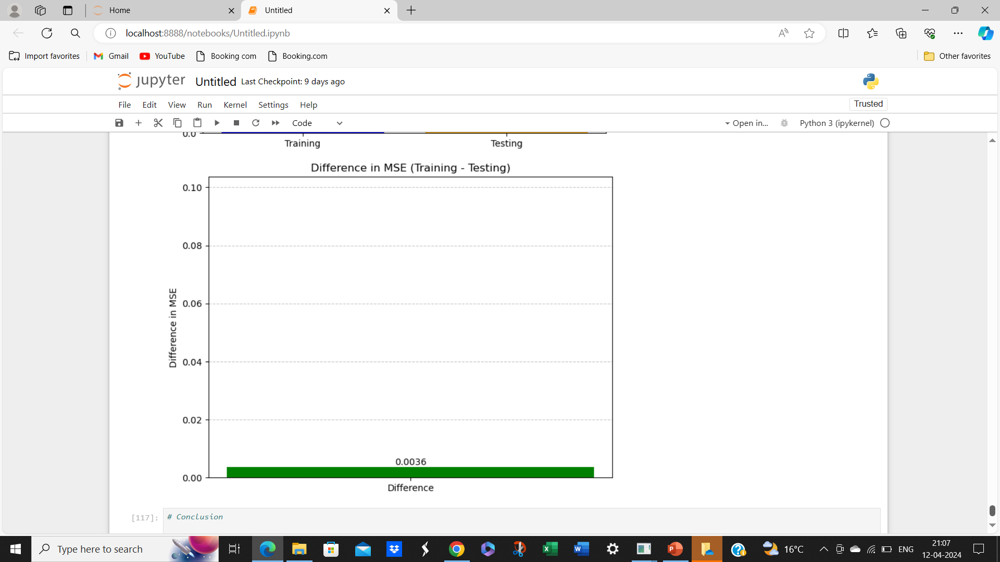 Home
Untitled
localhost:8888/notebooks/Untitled.ipynb
Import favorites
Gmail
YouTube
Booking com
Booking.com
Other favorites
jupyter Untitled Last Checkpoint: 9 days ago
File Edit View Run Kernel Settings Help
Trusted
Code
Open in...
Python 3 (ipykernel)
0.0
Training
Testing
Difference in MSE (Training - Testing)
Difference in MSE
0.10
0.08
0.06
0.04
0.02
0.00
0.0036
Difference
[117]:
# Conclusion
Type here to search
16°C
ENG
21:07
12-04-2024